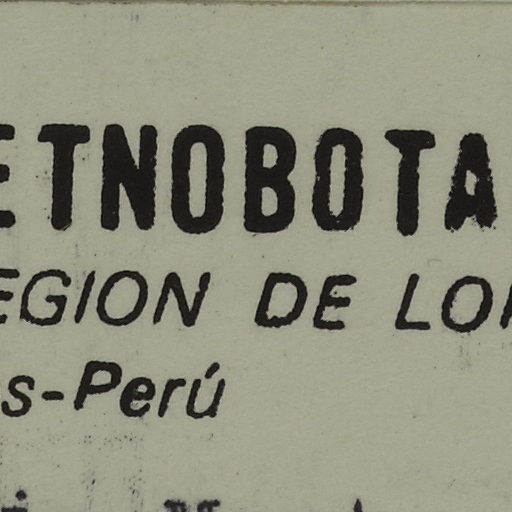 ETNOBOTA
EGION DE LO
s-Perú